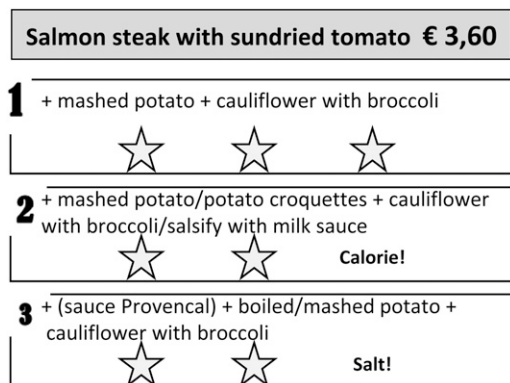 Salmon steak with sundried tomato € 3,60
1 + mashed potato + cauliflower with broccoli
2 + mashed potato/potato croquettes + cauliflower
with broccoli/salsify with milk sauce
Calorie!
3 + (sauce Provencal) + boiled/mashed potato +
cauliflower with broccoli
Salt!